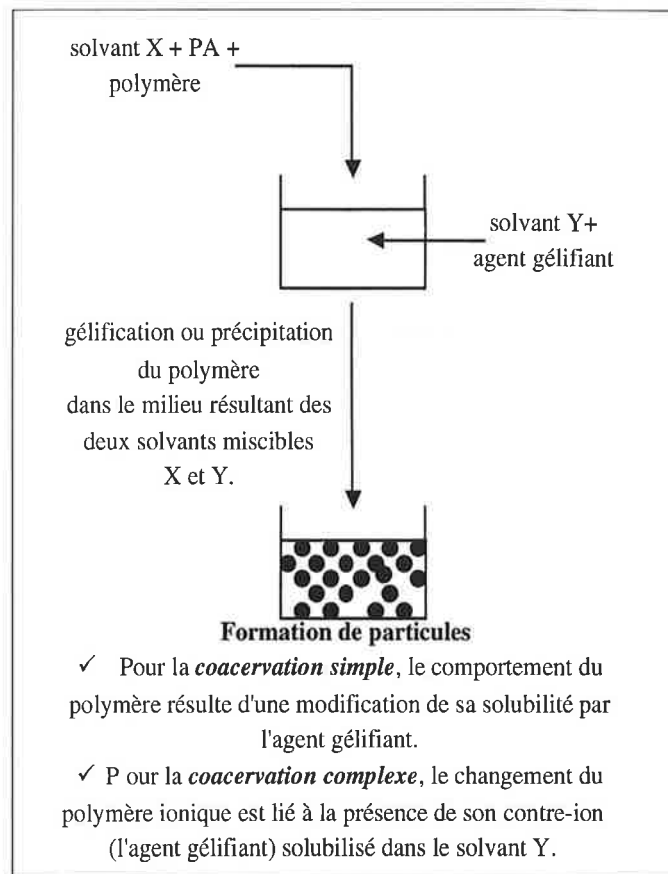 solvant X + PA +
polymère
solvant Y+
agent gélifiant
gélification ou précipitation
du polymère
dans le milieu résultant des
deux solvants miscibles
X et Y.
Formation de particules
✓ Pour la coacervation simple, le comportement du
polymère résulte d'une modification de sa solubilité par
l'agent gélifiant.
✓ P our la coacervation complexe, le changement du
polymère ionique est lié à la présence de son contre-ion
(l'agent gélifiant) solubilisé dans le solvant Y.